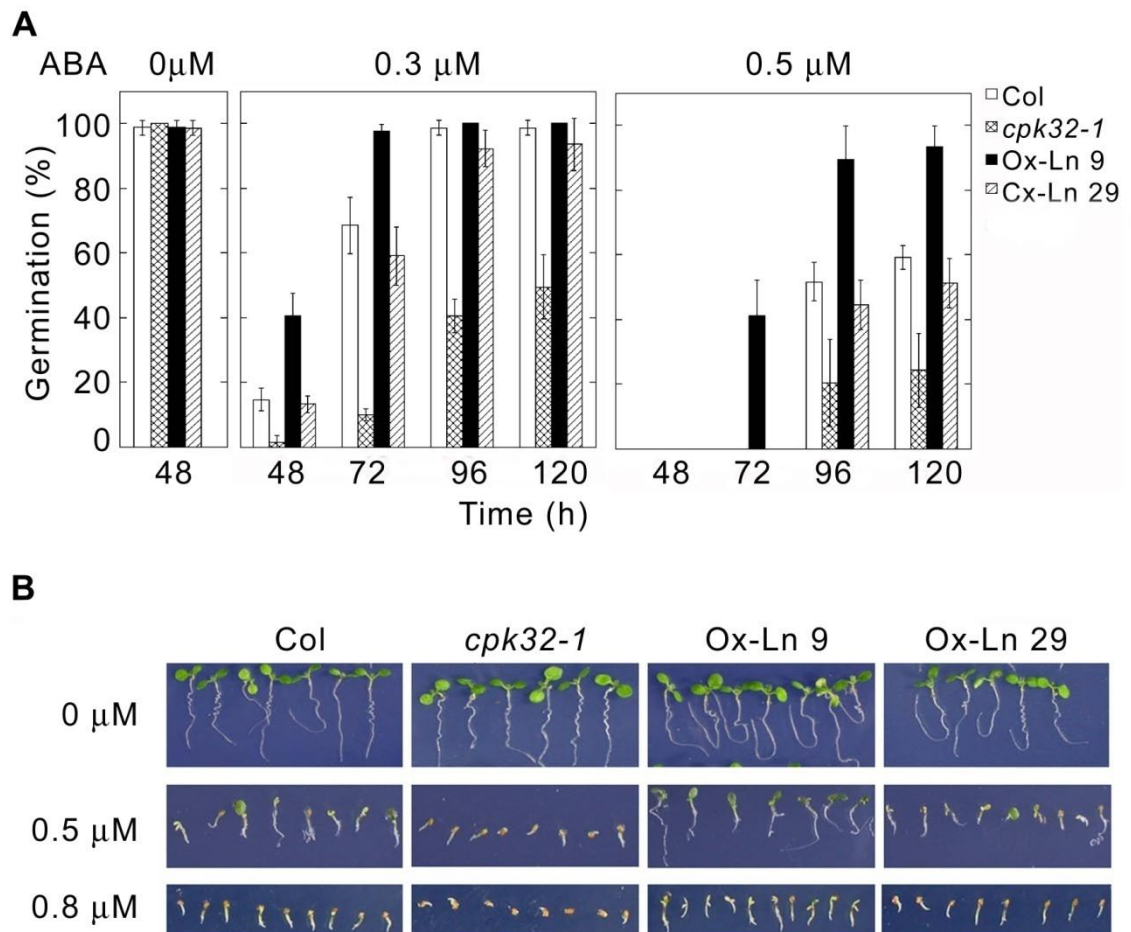 A
ABA 0μM 0.3 μM 0.5 μM
Germination (%)
100
80
60
40
20
0
Col
cpk32-1
Ox-Ln 9
Cx-Ln 29
48 48 72 96 120 48 72 96 120
Time (h)
B
Col cpk32-1 Ox-Ln 9 Ox-Ln 29
0 μM
0.5 μM
0.8 μM